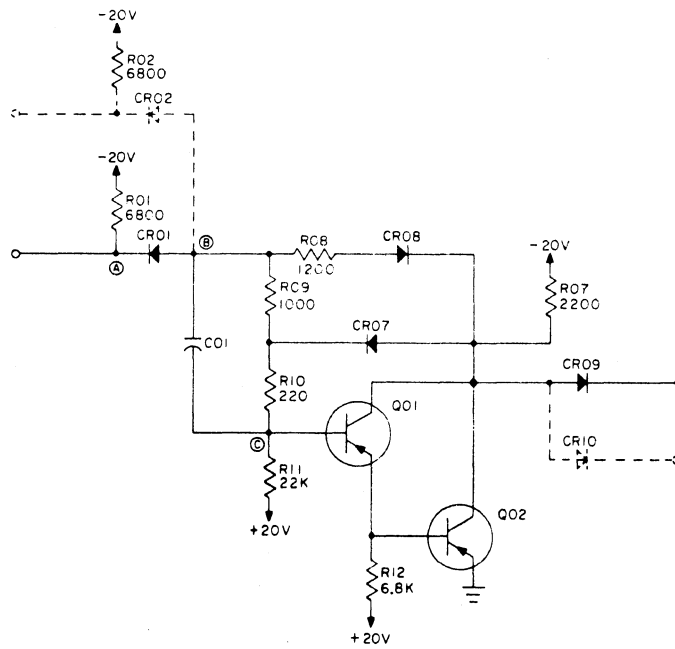 -20V
R02
6800
CR02
-20V
R01
6800
CR01
B
A
R08
1200
CR08
-20V
R09
1000
R07
2200
CR07
CR09
C01
R10
220
Q01
CR10
C
R11
22K
Q02
+20V
R12
6.8K
+20V